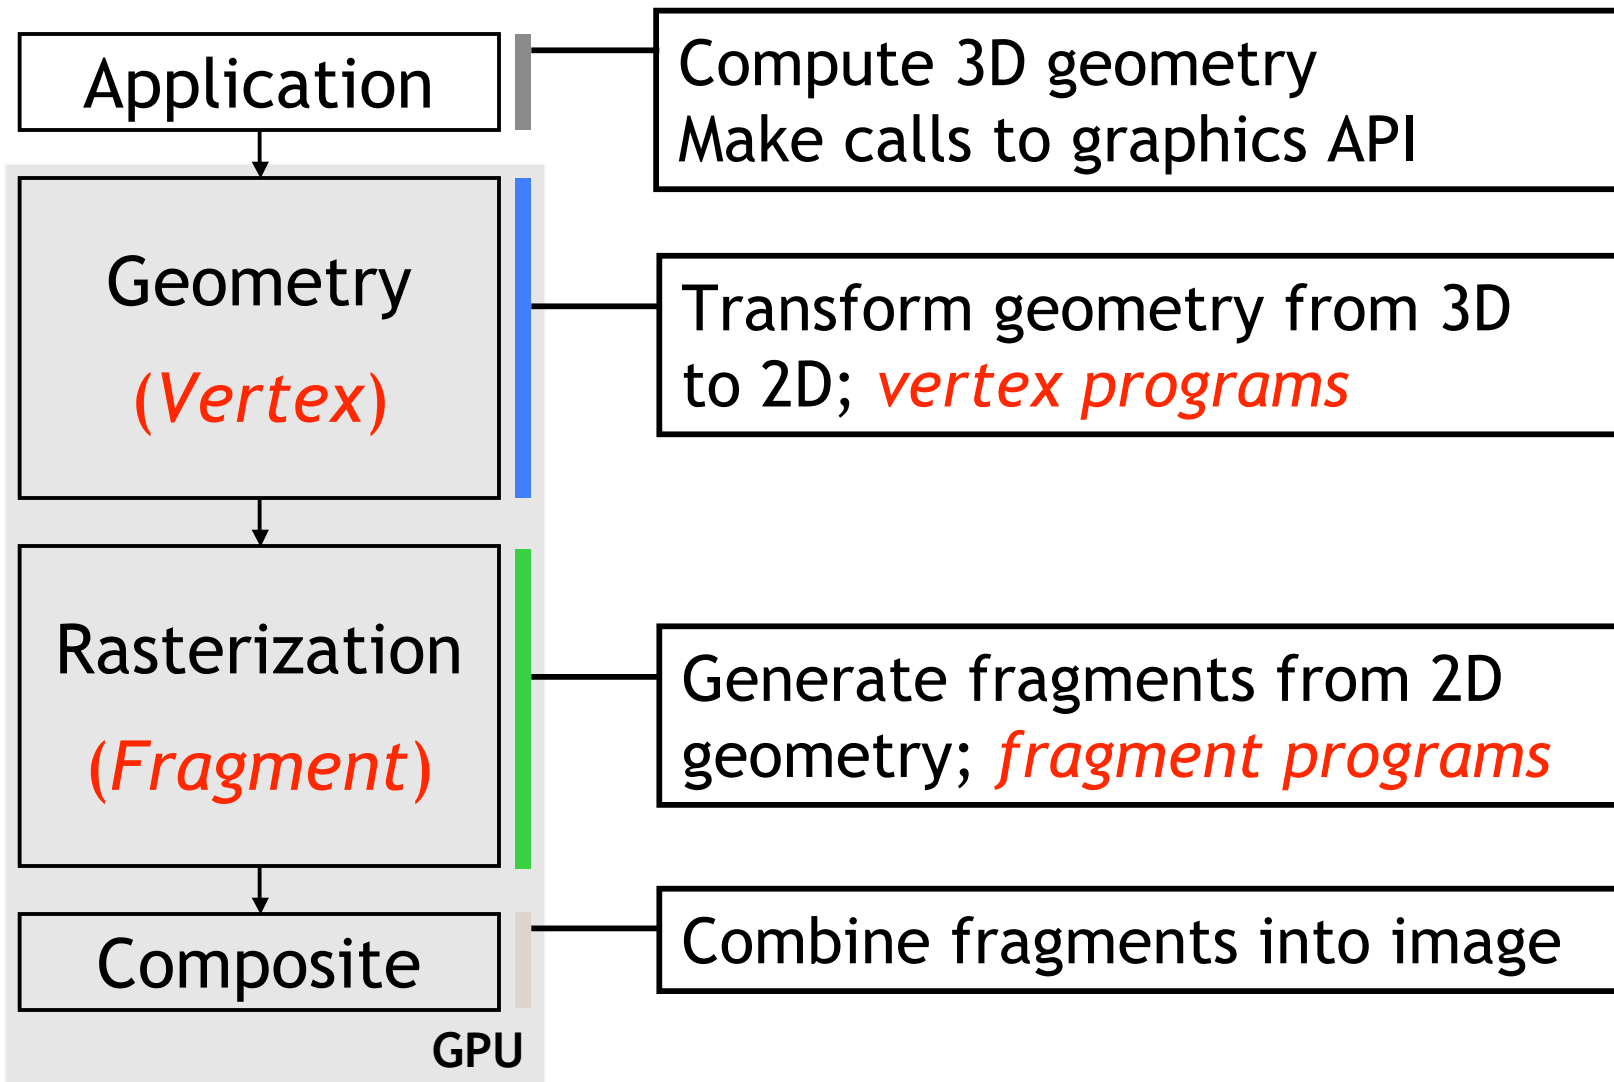 Application
Compute 3D geometry
Make calls to graphics API
Geometry
(Vertex)
Transform geometry from 3D
to 2D; vertex programs
Rasterization
(Fragment)
Generate fragments from 2D
geometry; fragment programs
Composite
Combine fragments into image
GPU